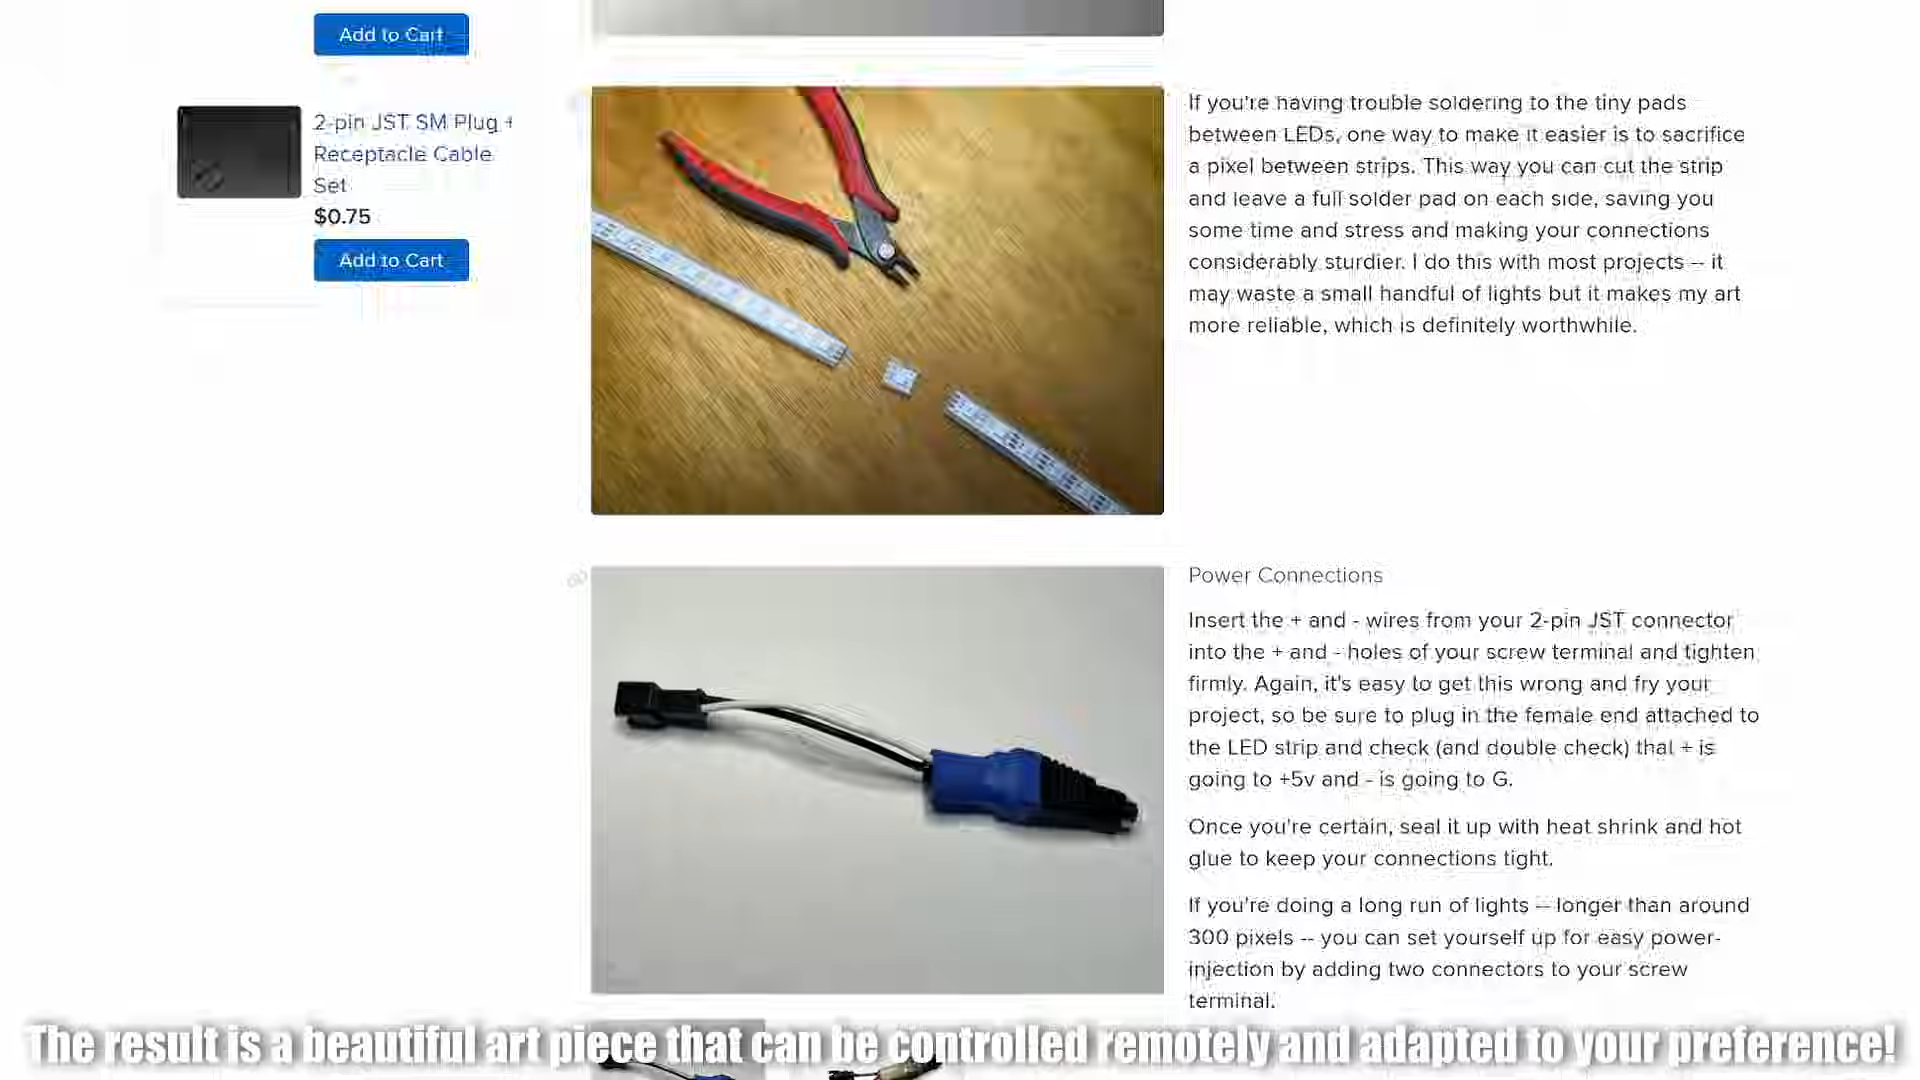 Add to Cart
2-pin JST SM Plug +
Receptacle Cable
Set
$0.75
Add to Cart
If you're having trouble soldering to the tiny pads
between LEDs, one way to make it easier is to sacrifice
a pixel between strips. This way you can cut the strip
and leave a full solder pad on each side, saving you
some time and stress and making your connections
considerably sturdier. I do this with most projects -- it
may waste a small handful of lights but it makes my art
more reliable, which is definitely worthwhile.
Power Connections
Insert the + and - wires from your 2-pin JST connector
into the + and - holes of your screw terminal and tighten
firmly. Again, it's easy to get this wrong and fry your
project, so be sure to plug in the female end attached to
the LED strip and check (and double check) that + is
going to +5v and - is going to G.
Once you're certain, seal it up with heat shrink and hot
glue to keep your connections tight.
If you're doing a long run of lights -- longer than around
300 pixels -- you can set yourself up for easy power-
injection by adding two connectors to your screw
terminal.
The result is a beautiful art piece that can be controlled remotely and adapted to your preference!